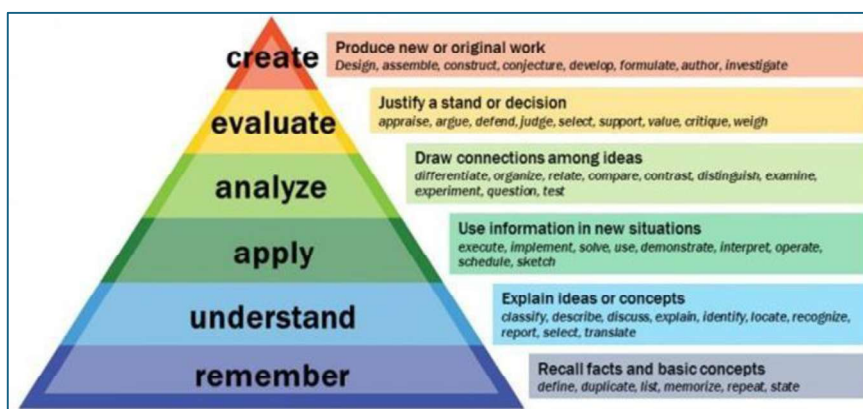 create
Produce new or original work
Design, assemble, construct, conjecture, develop, formulate, author, investigate
evaluate
Justify a stand or decision
appraise, argue, defend, judge, select, support, value, critique, weigh
analyze
Draw connections among ideas
differentiate, organize, relate, compare, contrast, distinguish, examine,
experiment, question, test
apply
Use information in new situations
execute, implement, solve, use, demonstrate, interpret, operate,
schedule, sketch
understand
Explain ideas or concepts
classify, describe, discuss, explain, identify, locate, recognize,
report, select, translate
remember
Recall facts and basic concepts
define, duplicate, list, memorize, repeat, state